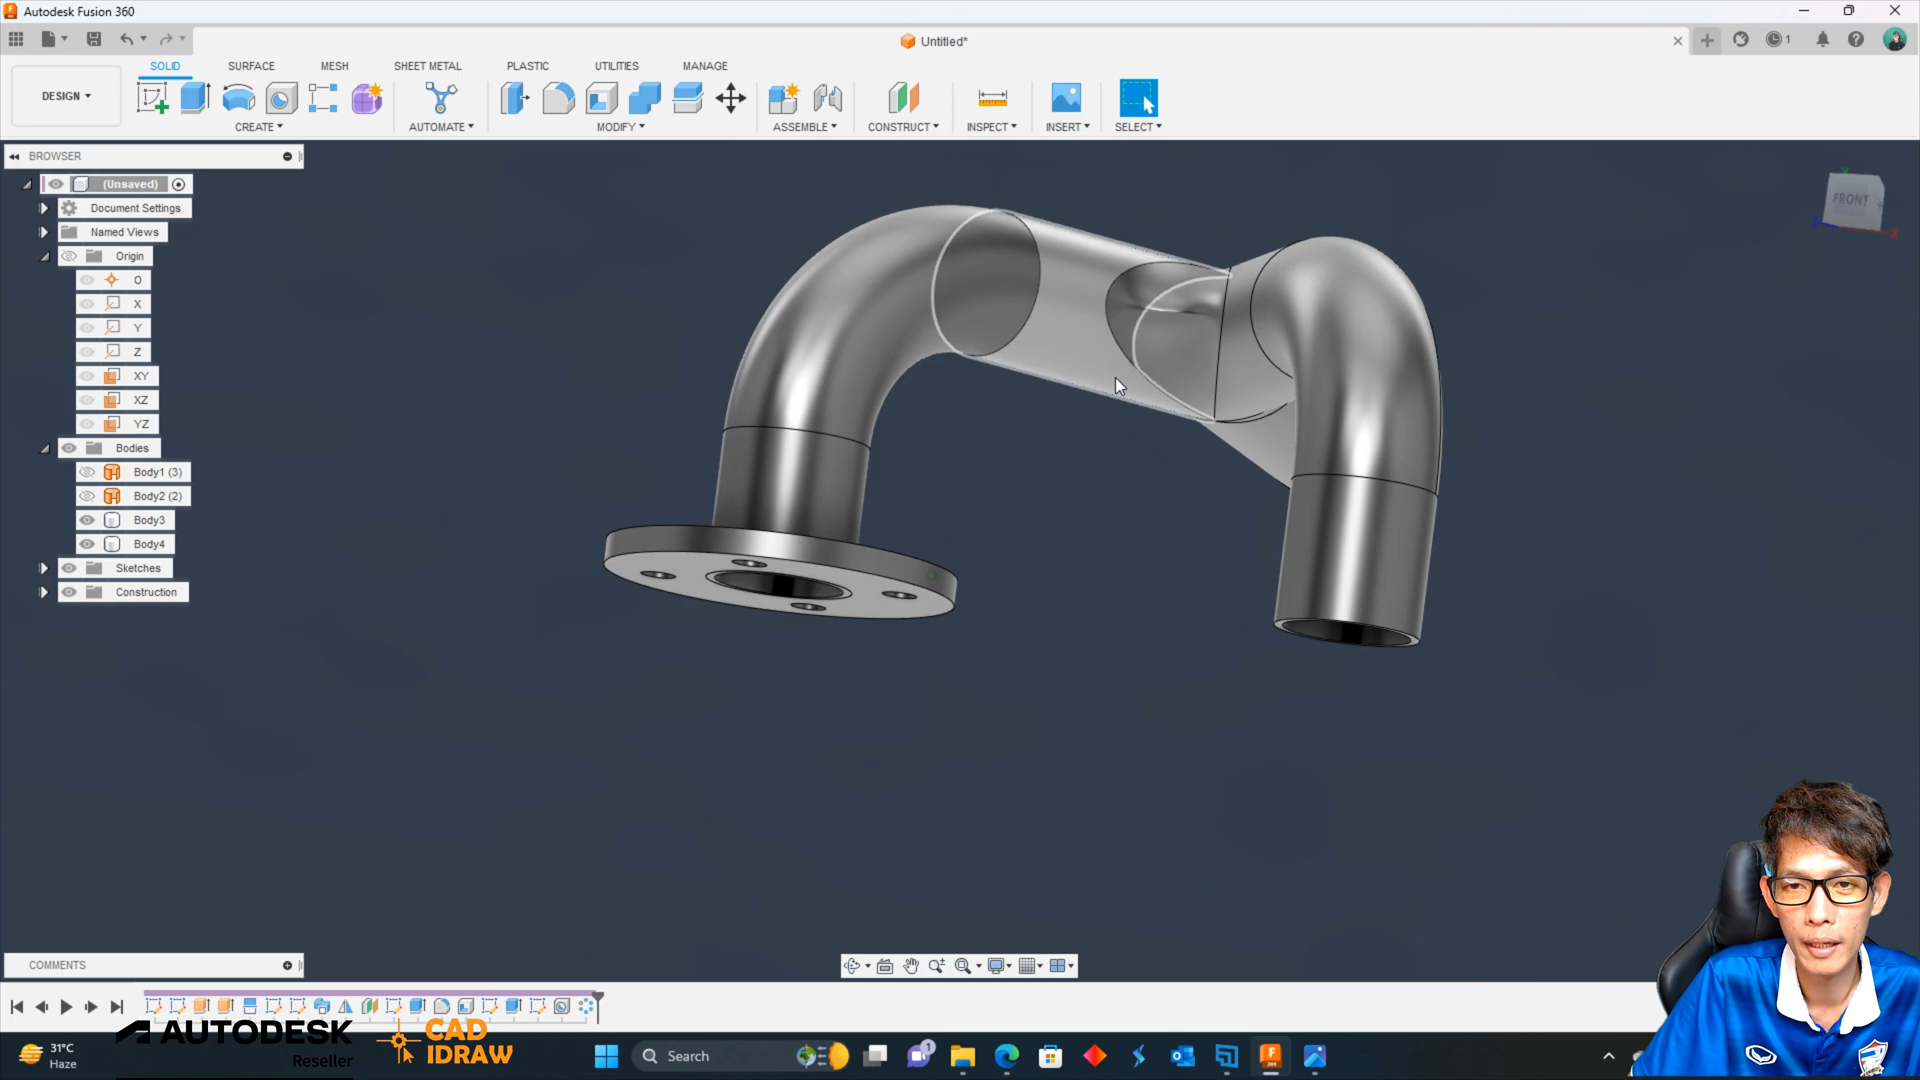 Autodesk Fusion 360
Untitled*
1
DESIGN
SOLID SURFACE MESH SHEET METAL PLASTIC UTILITIES MANAGE
CREATE AUTOMATE MODIFY ASSEMBLE CONSTRUCT INSPECT INSERT SELECT
BROWSER
(Unsaved)
Document Settings
Named Views
Origin
O
X
Y
Z
XY
XZ
YZ
Bodies
Body1 (3)
Body2 (2)
Body3
Body4
Sketches
Construction
FRONT
COMMENTS
AUTODESK
Reseller
CAD
IDRAW
31°C
Haze
Search
1